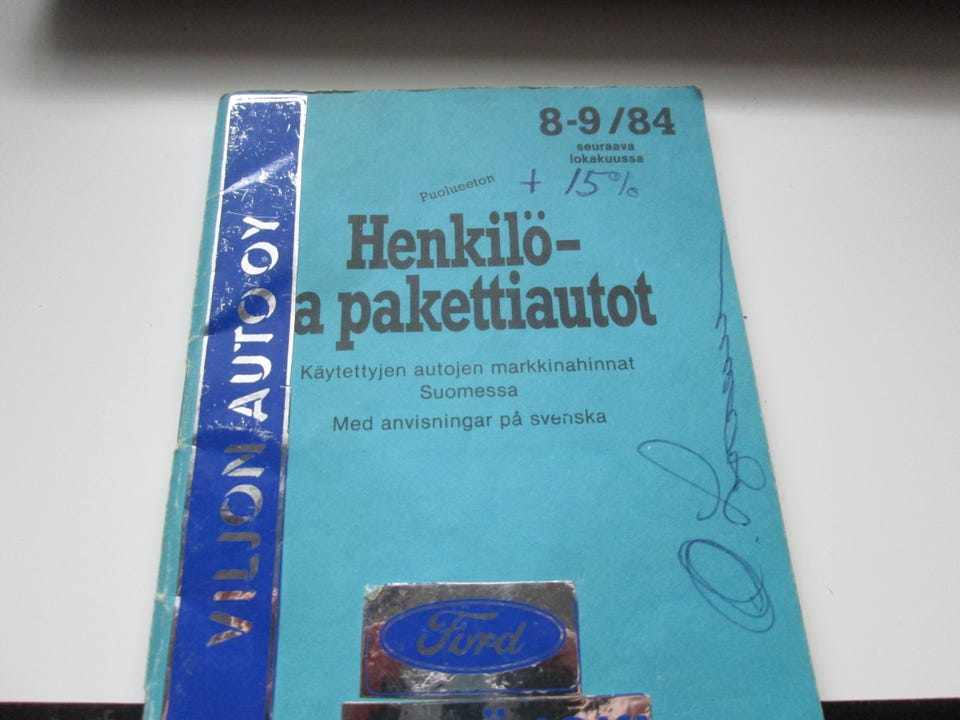 8-9/84
seuraava
lokakuussa
+ 15%
Puolueeton
Henkilö-
a pakettiautot
Käytettyjen autojen markkinahinnat
Suomessa
Med anvisningar på svenska
VILJON AUTO OY
Ford